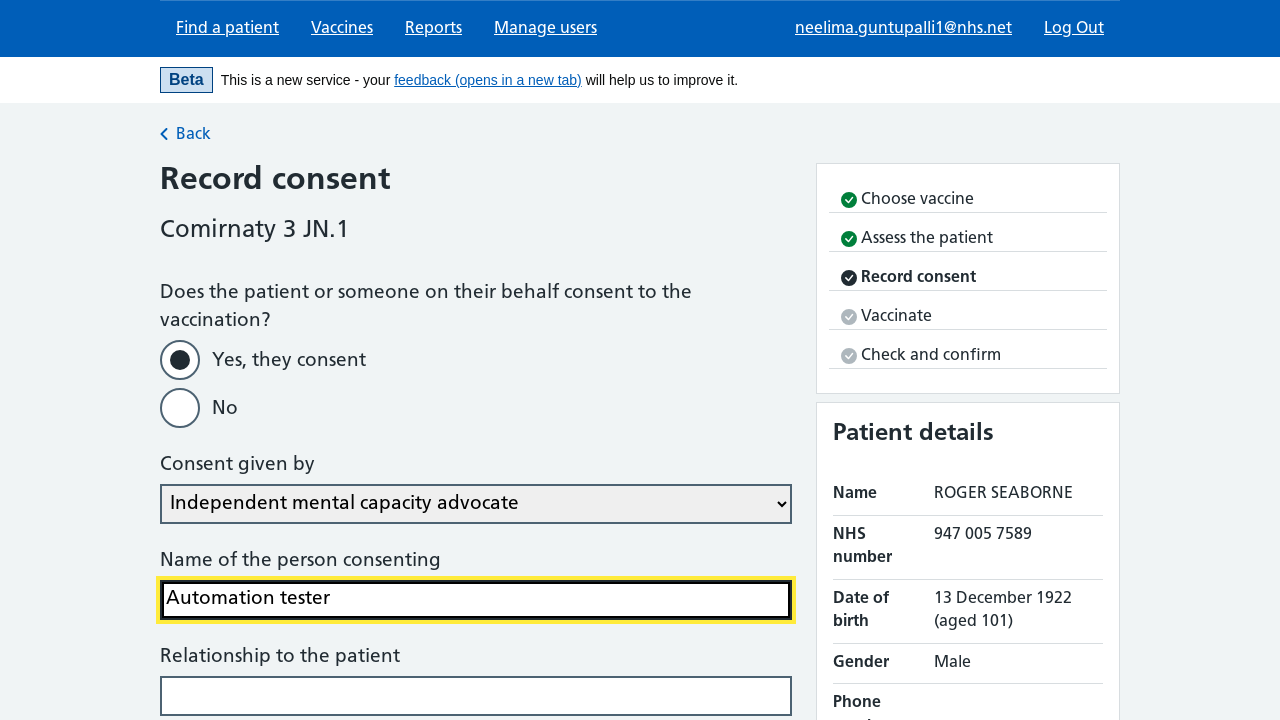 Find a patient Vaccines Reports Manage users neelima.guntupalli1@nhs.net Log Out
Beta This is a new service - your feedback (opens in a new tab) will help us to improve it.
Back
Record consent
Comirnaty 3 JN.1
Does the patient or someone on their behalf consent to the
vaccination?
Yes, they consent
No
Consent given by
Independent mental capacity advocate
Name of the person consenting
Automation tester
Relationship to the patient
Choose vaccine
Assess the patient
Record consent
Vaccinate
Check and confirm
Patient details
Name ROGER SEABORNE
NHS 947 005 7589
number
Date of 13 December 1922
birth (aged 101)
Gender Male
Phone